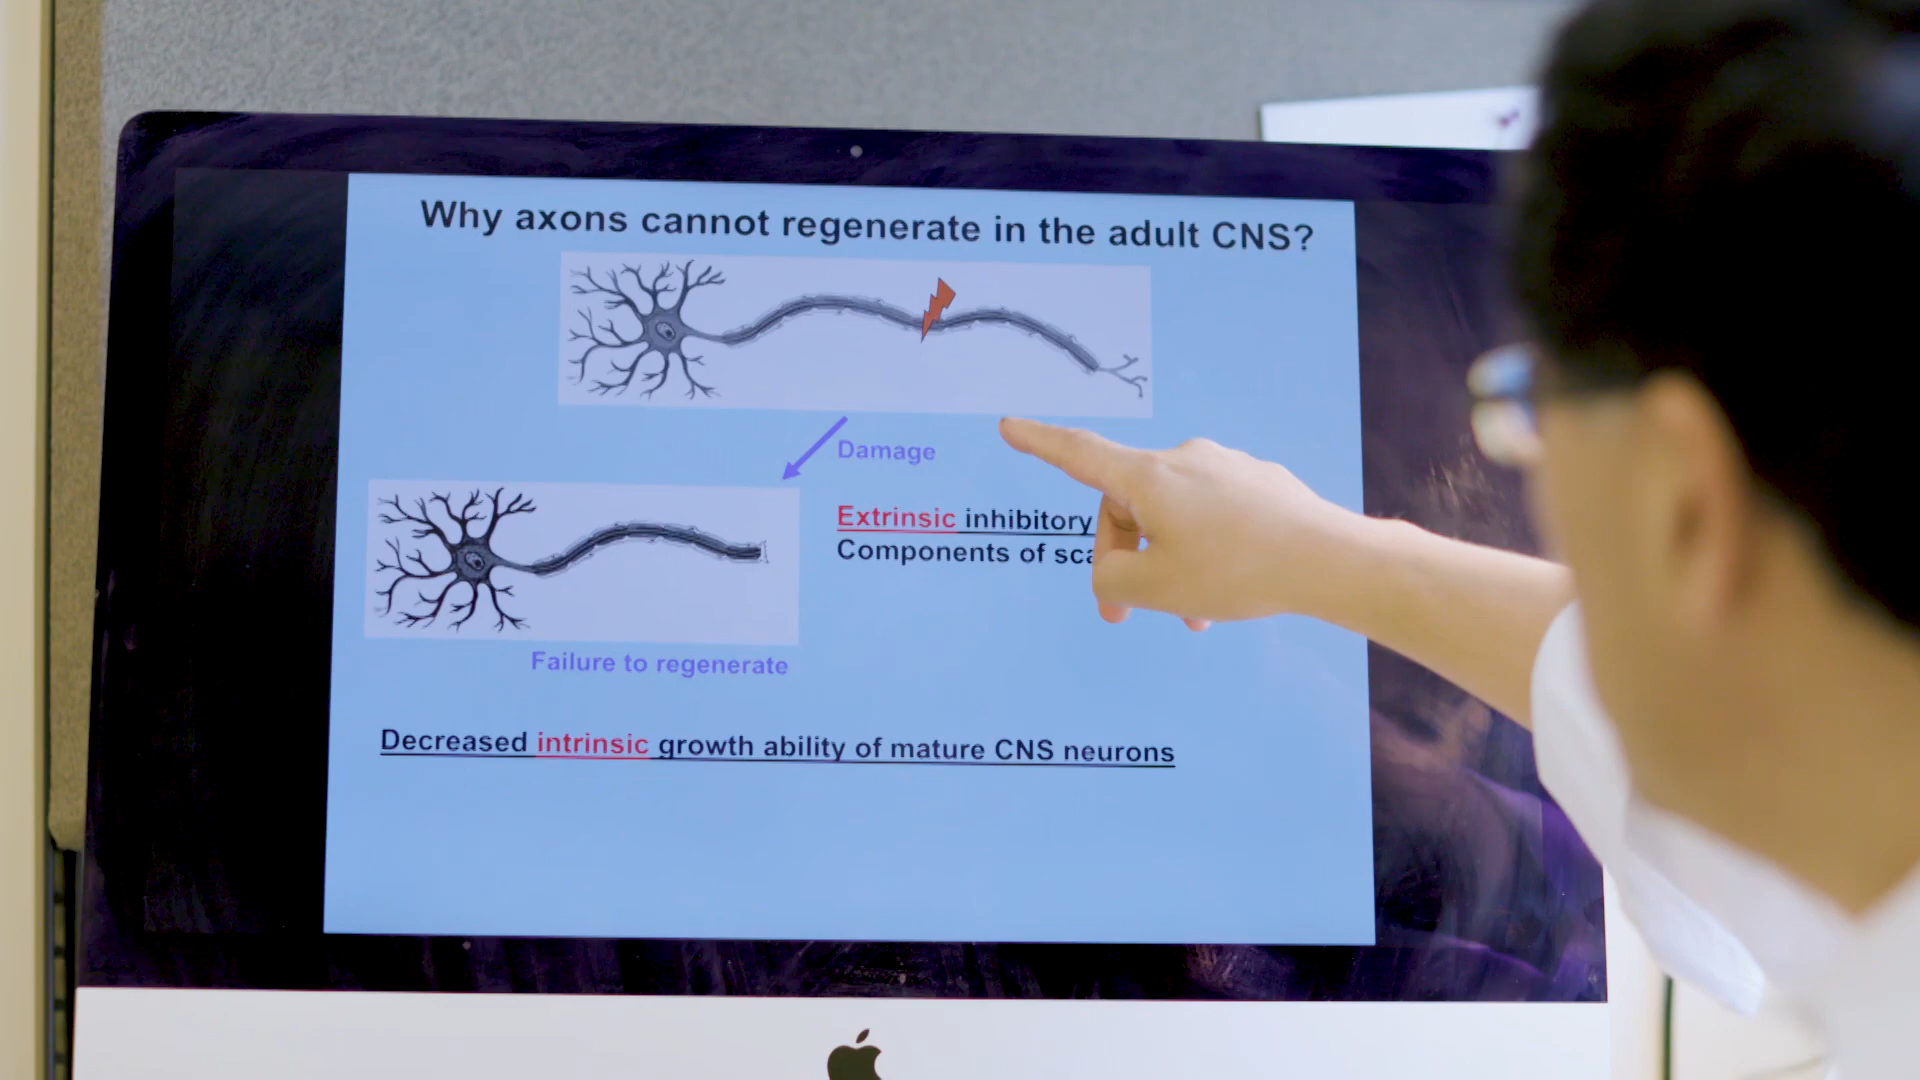 Why axons cannot regenerate in the adult CNS?
Damage
Extrinsic inhibitory
Components of
Failure to regenerate
Decreased intrinsic growth ability of mature CNS neurons